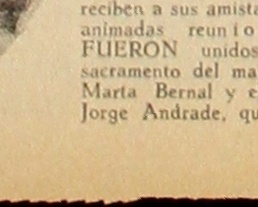 reciben a sus amista
animadas reunio
FUERON unidos
sacramento del ma
Marta Bernal y e
Jorge Andrade, qu